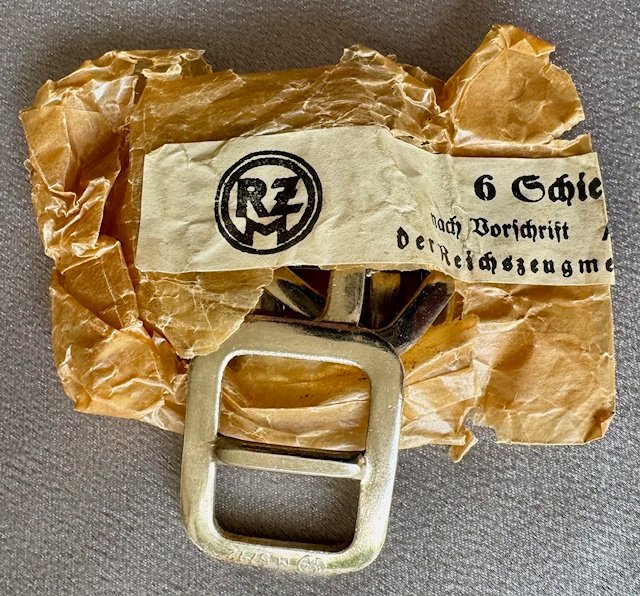 RZM
6 Schie
nach Vorschrift
der Reichszeugme